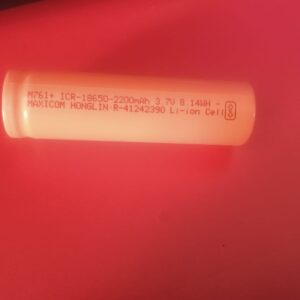 M761+ ICR-18650-2200mAh 3.7V 8.14WH -
MAXICOM HONGLIN R-41242390 Li-ion Cell